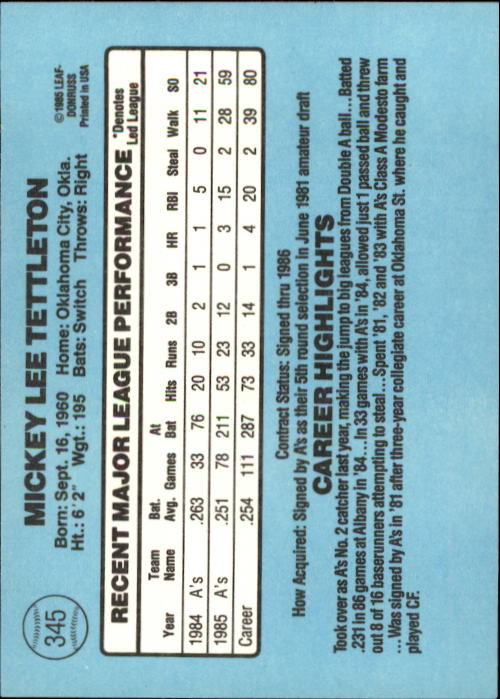 345
MICKEY LEE TETTLETON
©1985 LEAF-
DONRUSS
Printed in USA
Born: Sept. 16, 1960 Home: Oklahoma City, Okla.
Ht.: 6' 2" Wgt.: 195 Bats: Switch Throws: Right
RECENT MAJOR LEAGUE PERFORMANCE
*Denotes
Led League
Year Team Name Bat. Avg. Games At Bat Hits Runs 2B 3B HR RBI Steal Walk SO
1984 A's .263 33 76 20 10 2 1 1 5 0 11 21
1985 A's .251 78 211 53 23 12 0 3 15 2 28 59
Career .254 111 287 73 33 14 1 4 20 2 39 80
Contract Status: Signed thru 1986
How Acquired: Signed by A's as their 5th round selection in June 1981 amateur draft
CAREER HIGHLIGHTS
Took over as A's No. 2 catcher last year, making the jump to big leagues from Double A ball...Batted
.231 in 86 games at Albany in '84...In 33 games with A's in '84, allowed just 1 passed ball and threw
out 8 of 16 baserunners attempting to steal...Spent '81, '82 and '83 with A's Class A Modesto farm
...Was signed by A's in '81 after three-year collegiate career at Oklahoma St. where he caught and
played CF.